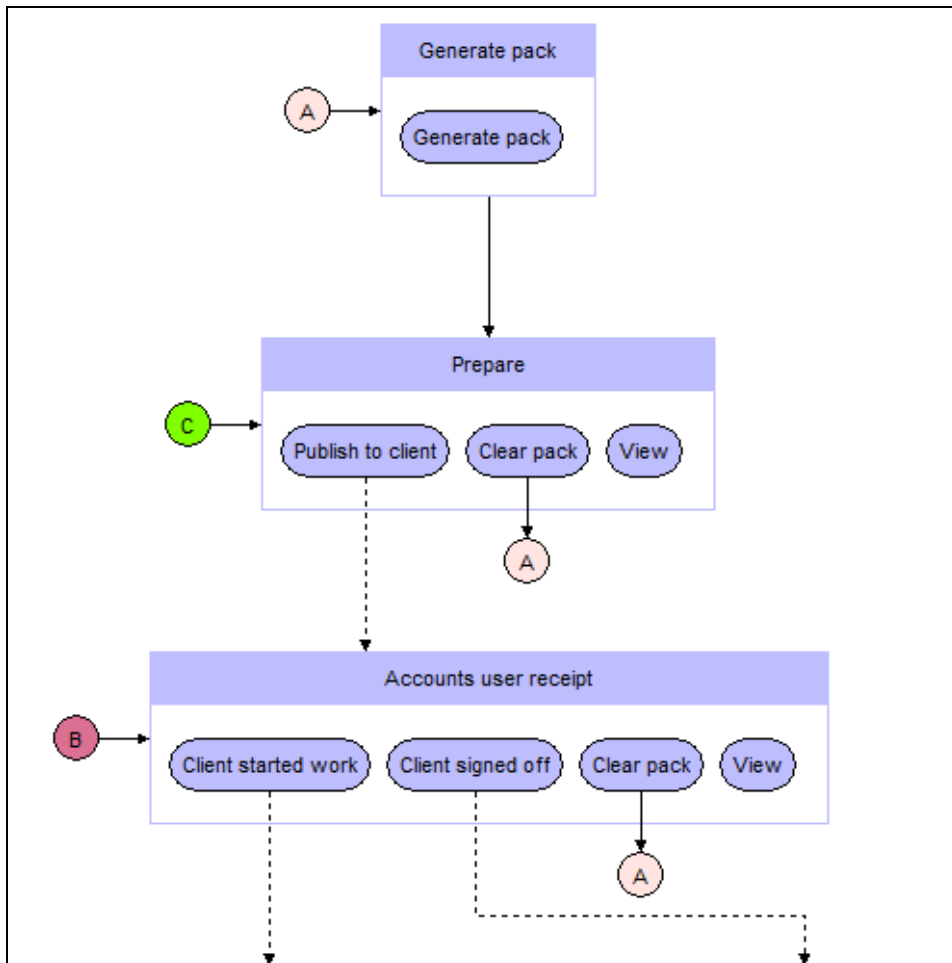 Generate pack
A
Generate pack
Prepare
C
Publish to client
Clear pack
View
A
Accounts user receipt
B
Client started work
Client signed off
Clear pack
View
A